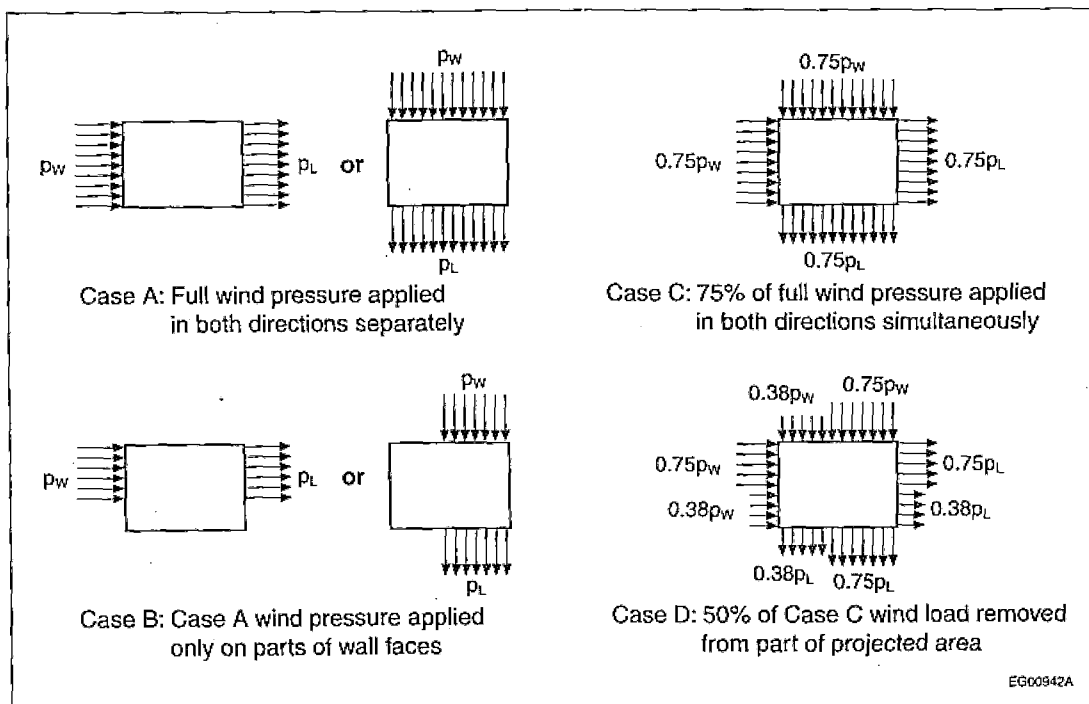 pW
pW
pL
or
pL
Case A: Full wind pressure applied
in both directions separately
0.75pW
0.75pW
0.75pL
0.75pL
Case C: 75% of full wind pressure applied
in both directions simultaneously
pW
pW
pL
or
pL
Case B: Case A wind pressure applied
only on parts of wall faces
0.75pW
0.38pW
0.75pW
0.75pL
0.38pW
0.38pL
0.38pL
0.75pL
Case D: 50% of Case C wind load removed
from part of projected area
EG00942A